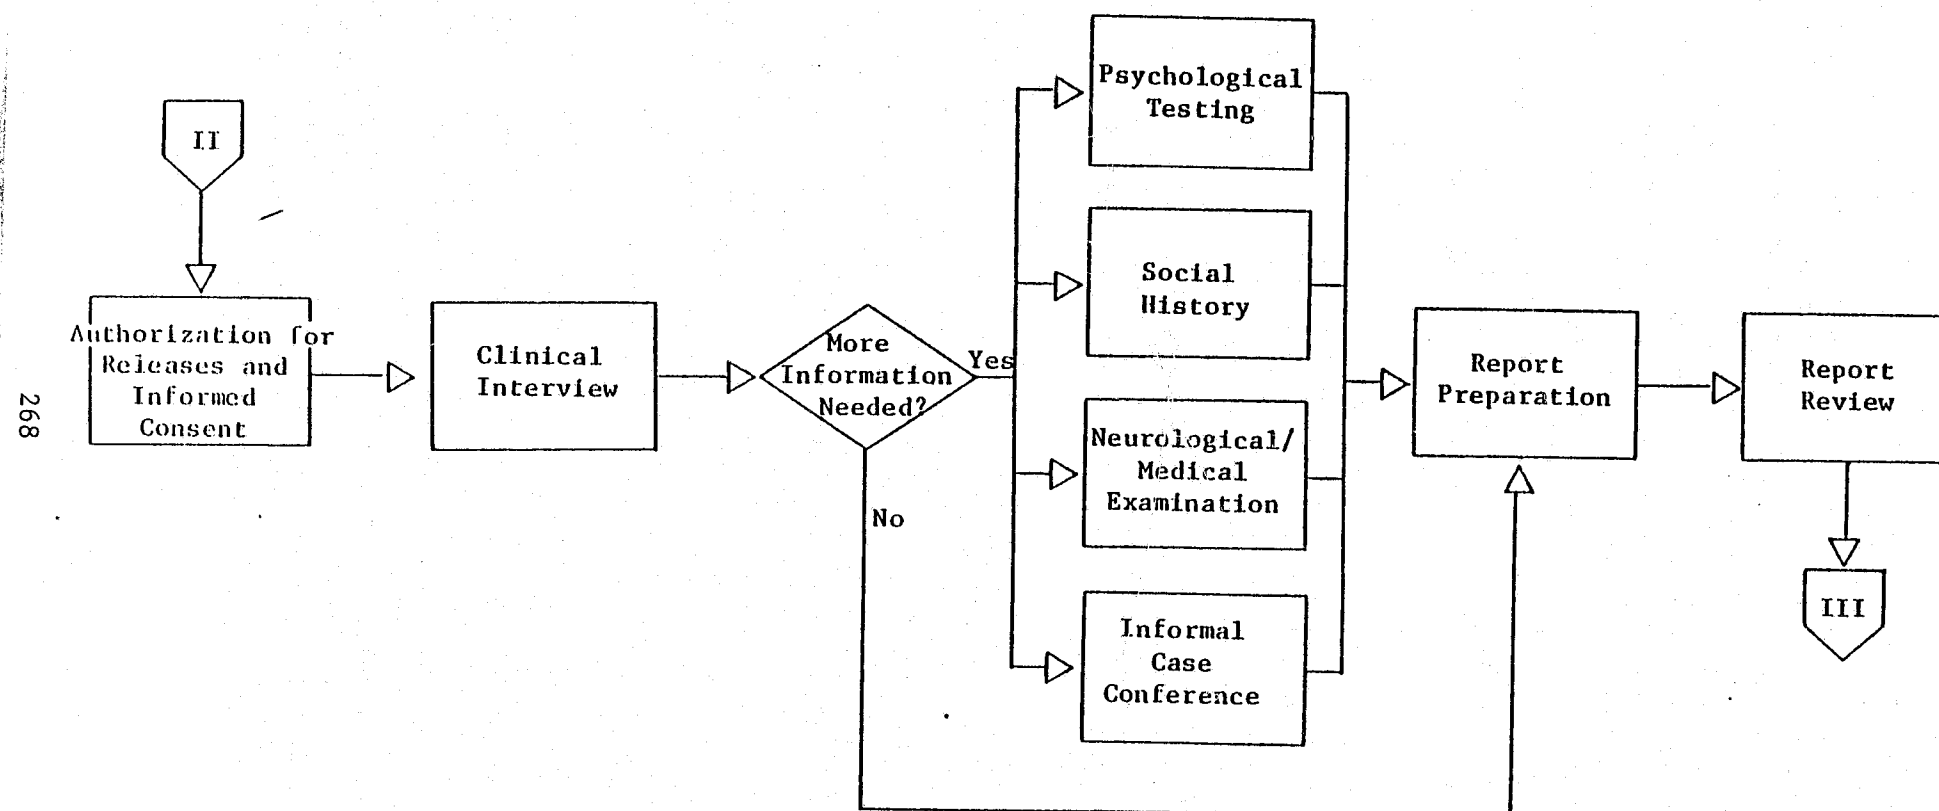 II
Authorization for
Releases and
Informed
Consent
268
Clinical
Interview
More
Information
Needed?
Yes
No
Psychological
Testing
Social
History
Neurological/
Medical
Examination
Informal
Case
Conference
Report
Preparation
Report
Review
III